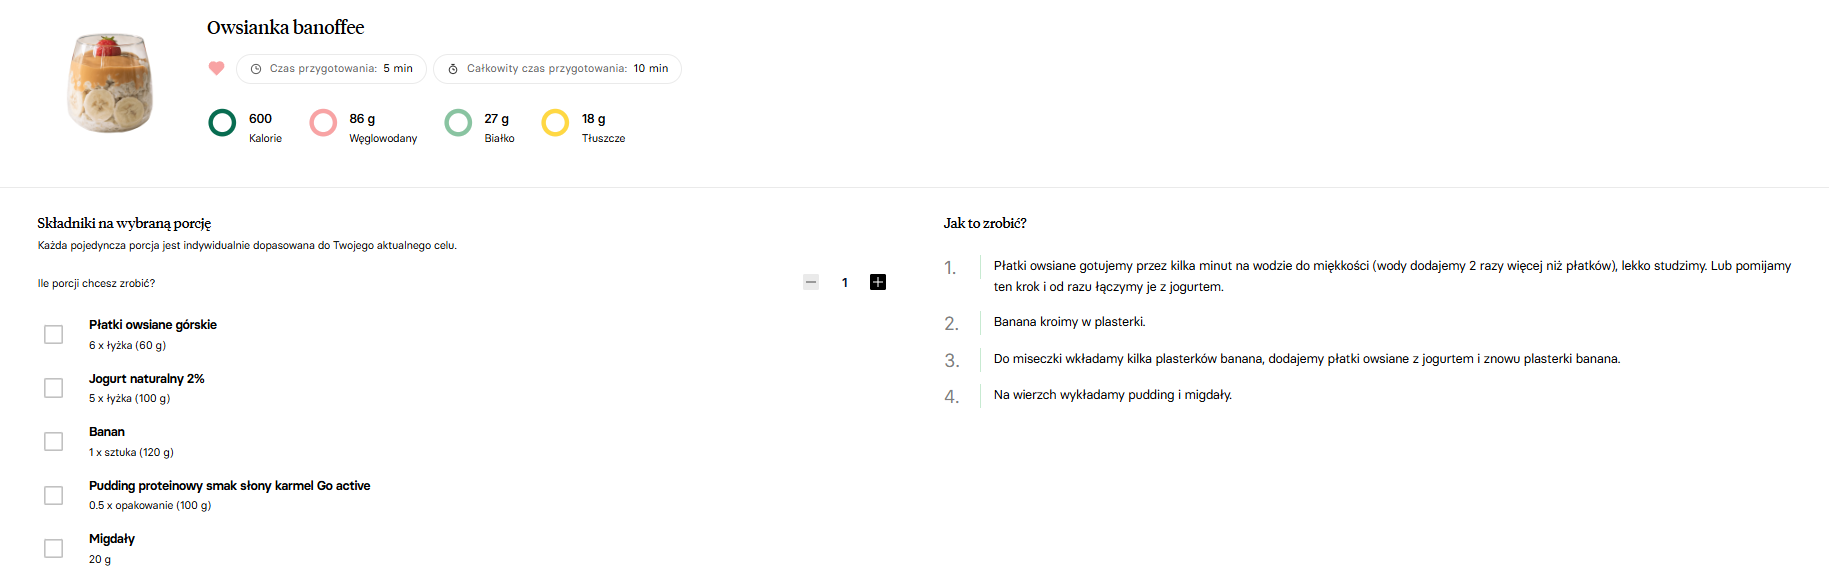 Owsianka banoffee
Czas przygotowania: 5 min
Całkowity czas przygotowania: 10 min
600
Kalorie
86 g
Węglowodany
27 g
Białko
18 g
Tłuszcze
Składniki na wybraną porcję
Każda pojedyncza porcja jest indywidualnie dopasowana do Twojego aktualnego celu.
Ile porcji chcesz zrobić?
1
Płatki owsiane górskie
6 x łyżka (60 g)
Jogurt naturalny 2%
5 x łyżka (100 g)
Banan
1 x sztuka (120 g)
Pudding proteinowy smak słony karmel Go active
0.5 x opakowanie (100 g)
Migdały
20 g
Jak to zrobić?
1. Płatki owsiane gotujemy przez kilka minut na wodzie do miękkości (wody dodajemy 2 razy więcej niż płatków), lekko studzimy. Lub pomijamy
ten krok i od razu łączymy je z jogurtem.
2. Banana kroimy w plasterki.
3. Do miseczki wkładamy kilka plasterków banana, dodajemy płatki owsiane z jogurtem i znowu plasterki banana.
4. Na wierzch wykładamy pudding i migdały.